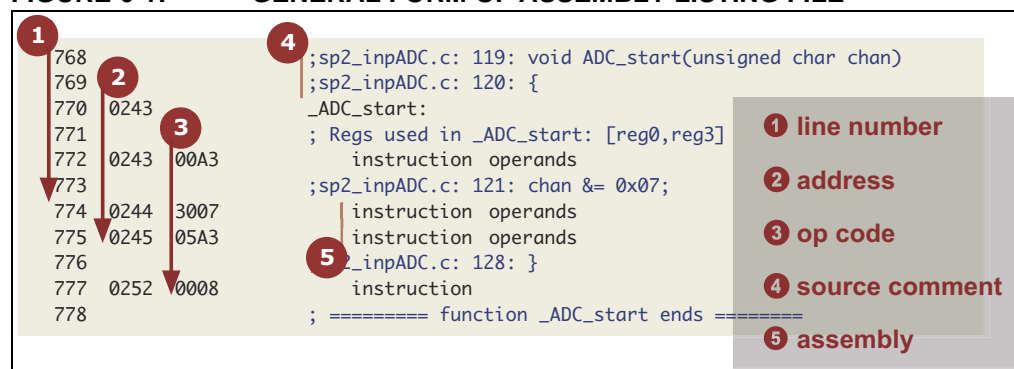 FIGURE GENERAL FORM OF ASSEMBLY LISTING FILE
1
4
768 ;sp2_inpADC.c: 119: void ADC_start(unsigned char chan)
2
769 ;sp2_inpADC.c: 120: {
770 0243 _ADC_start:
3
771 ; Regs used in _ADC_start: [reg0,reg3]
772 0243 00A3 instruction operands
773 ;sp2_inpADC.c: 121: chan &= 0x07;
774 0244 3007 instruction operands
775 0245 05A3 instruction operands
5
776 2_inpADC.c: 128: }
777 0252 0008 instruction
778 ; ========= function _ADC_start ends ========
1 line number
2 address
3 op code
4 source comment
5 assembly